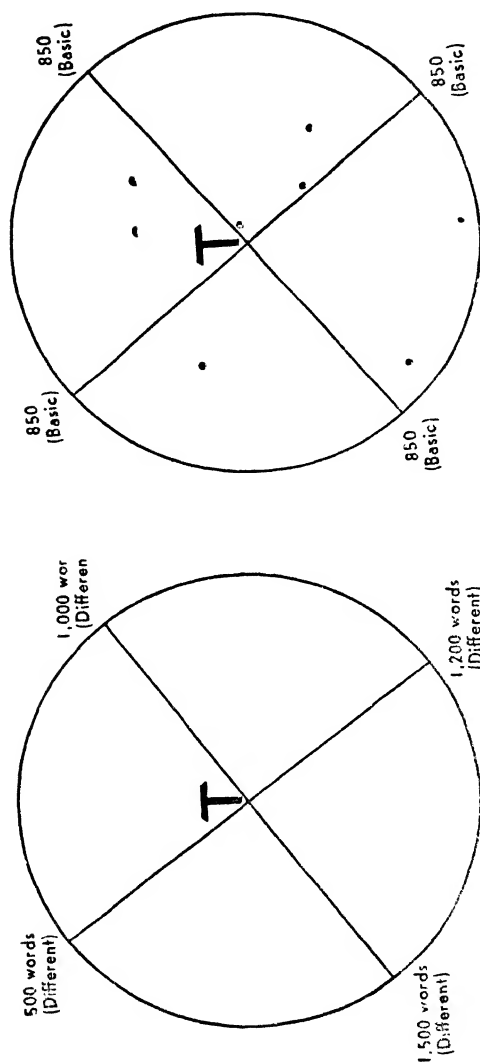 500 words
(Different)
1,000 wor
(Differen
T
1,500 words
(Different)
1,200 words
(Different)
850
(Basic)
850
(Basic)
T
850
(Basic)
850
(Basic)